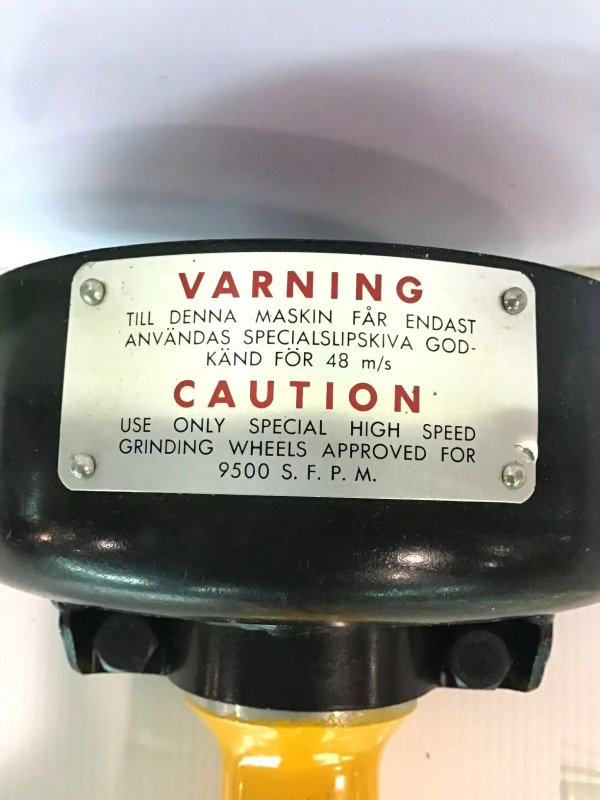 VARNING
TILL DENNA MASKIN FÅR ENDAST
ANVÄNDAS SPECIALSLIPSKIVA GOD-
KÄND FÖR 48 m/s
CAUTION
USE ONLY SPECIAL HIGH SPEED
GRINDING WHEELS APPROVED FOR
9500 S. F. P. M.